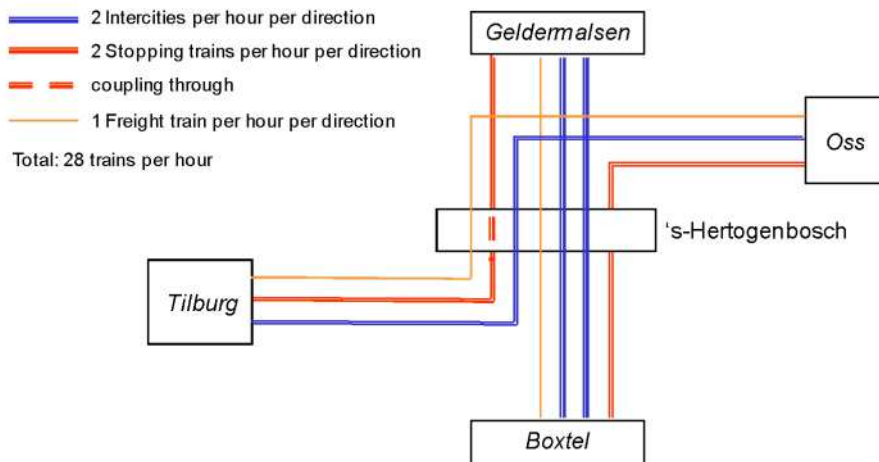 2 Intercities per hour per direction
2 Stopping trains per hour per direction
coupling through
1 Freight train per hour per direction
Total: 28 trains per hour
Geldermalsen
Oss
‘s-Hertogenbosch
Tilburg
Boxtel